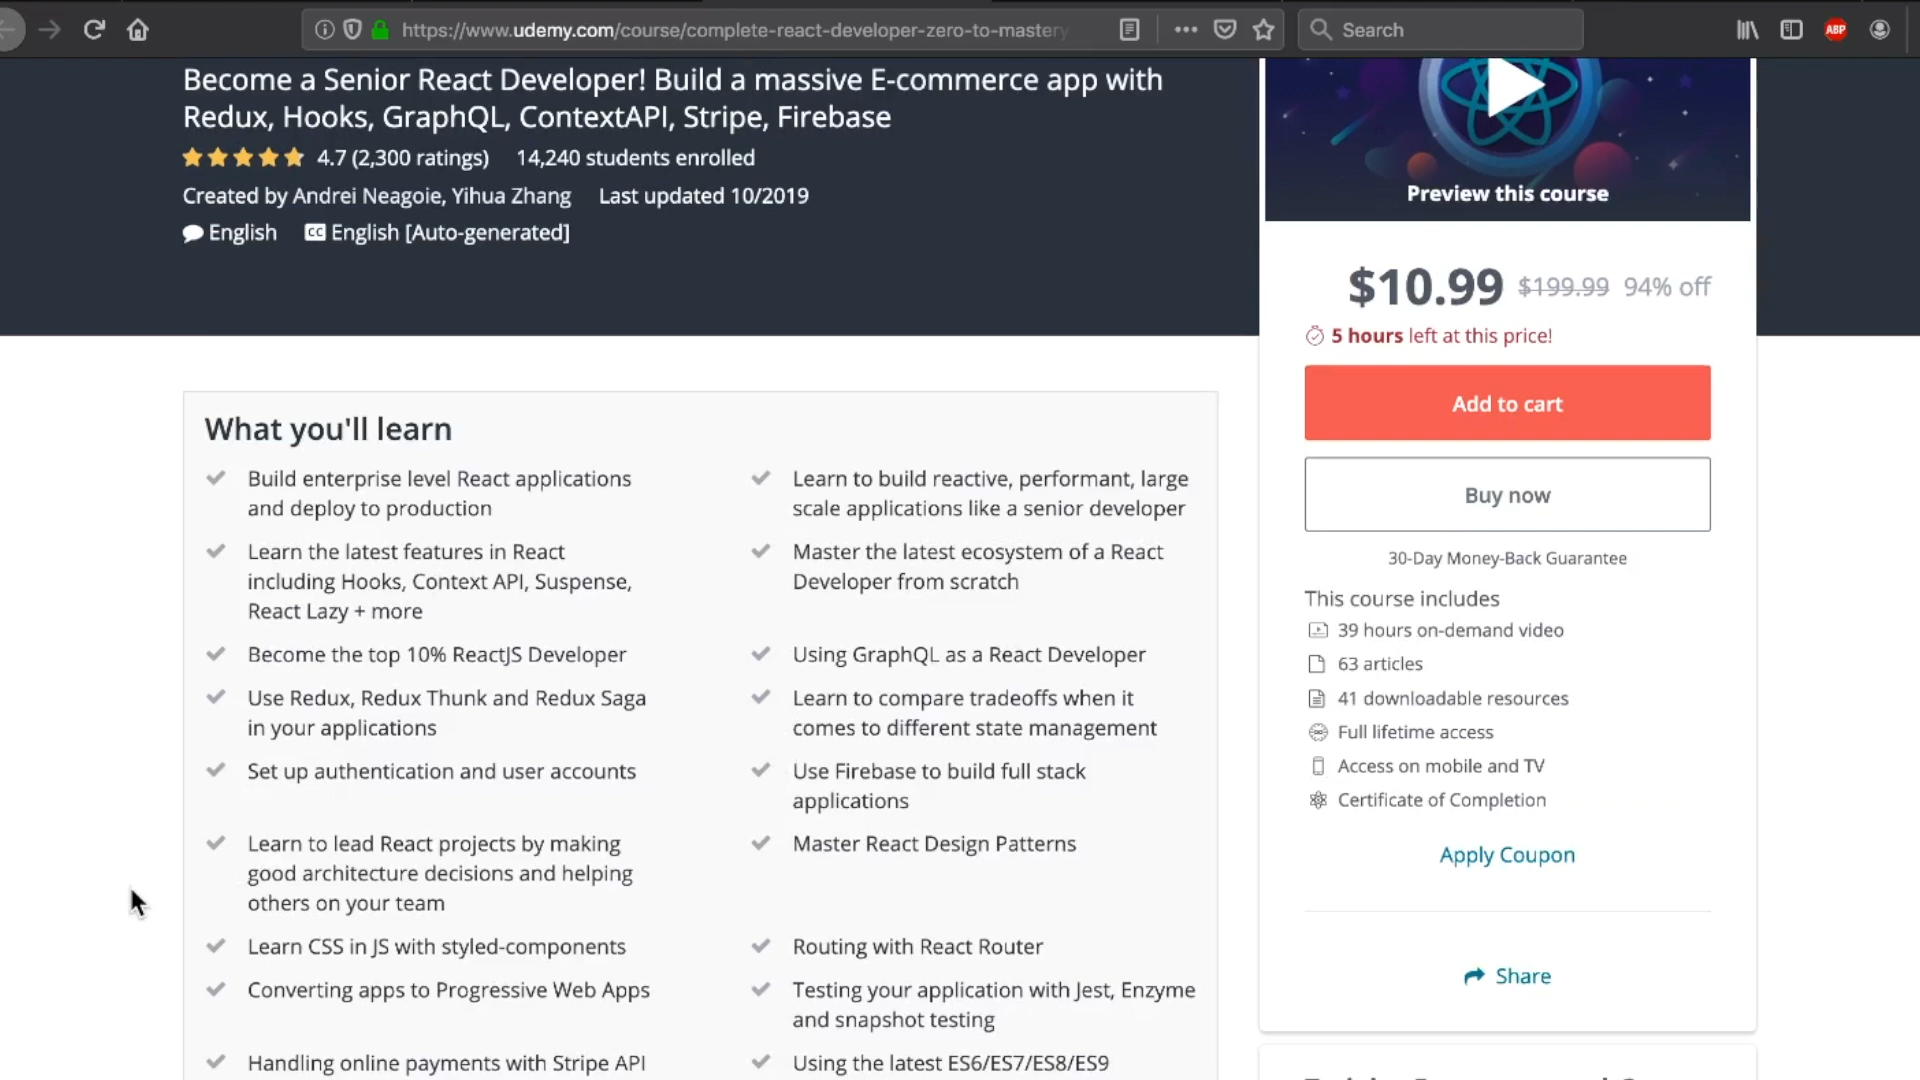 https://www.udemy.com/course/complete-react-developer-zero-to-mastery
Search
ABP
Become a Senior React Developer! Build a massive E-commerce app with
Redux, Hooks, GraphQL, ContextAPI, Stripe, Firebase
4.7 (2,300 ratings) 14,240 students enrolled
Created by Andrei Neagoie, Yihua Zhang Last updated 10/2019
English CC English [Auto-generated]
Preview this course
$10.99 $199.99 94% off
5 hours left at this price!
Add to cart
Buy now
30-Day Money-Back Guarantee
This course includes
39 hours on-demand video
63 articles
41 downloadable resources
Full lifetime access
Access on mobile and TV
Certificate of Completion
Apply Coupon
Share
What you'll learn
Build enterprise level React applications
and deploy to production
Learn to build reactive, performant, large
scale applications like a senior developer
Learn the latest features in React
including Hooks, Context API, Suspense,
React Lazy + more
Master the latest ecosystem of a React
Developer from scratch
Become the top 10% ReactJS Developer
Using GraphQL as a React Developer
Use Redux, Redux Thunk and Redux Saga
in your applications
Learn to compare tradeoffs when it
comes to different state management
Set up authentication and user accounts
Use Firebase to build full stack
applications
Learn to lead React projects by making
good architecture decisions and helping
others on your team
Master React Design Patterns
Learn CSS in JS with styled-components
Routing with React Router
Converting apps to Progressive Web Apps
Testing your application with Jest, Enzyme
and snapshot testing
Handling online payments with Stripe API
Using the latest ES6/ES7/ES8/ES9